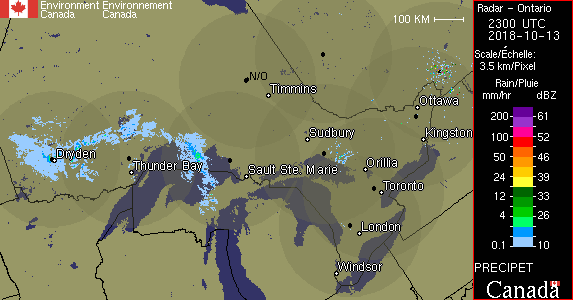 Environment Environnement
Canada Canada
100 KM
N/O
Timmins
Ottawa
Sudbury
Kingston
Dryden
Thunder Bay
Sault Ste. Marie
Orillia
Toronto
London
Windsor
Radar - Ontario
2300 UTC
2018-10-13
Scale/Échelle:
3.5 km/Pixel
Rain/Pluie
mm/hr dBZ
200 61
100 52
50 46
24 39
12 33
4 26
0.1 10
PRECIPET
Canada